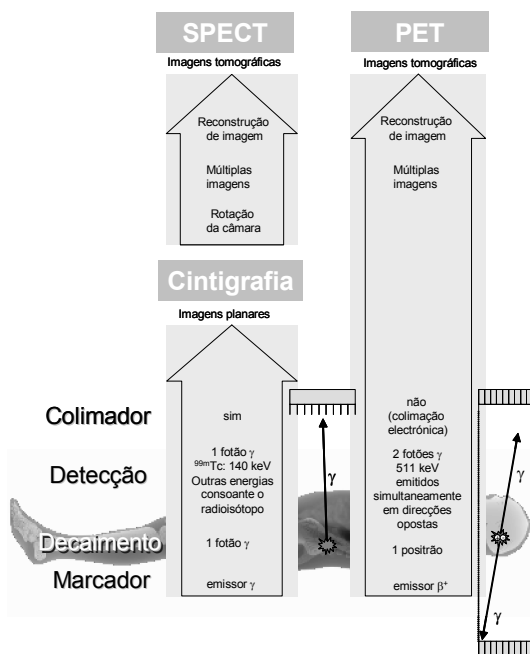 SPECT
PET
Imagens tomográficas
Imagens tomográficas
Reconstrução
de imagem
Múltiplas
imagens
Rotação
da câmara
Reconstrução
de imagem
Múltiplas
imagens
Cintigrafia
Imagens planares
Colimador
sim
não
(colimação
electrónica)
Detecção
1 fotão γ
⁹⁹ᵐTc: 140 keV
Outras energias
consoante o
radioisótopo
γ
2 fotões γ
511 keV
emitidos
simultaneamente
em direcções
opostas
γ
Decaimento
1 fotão γ
1 positrão
Marcador
emissor γ
emissor β⁺
γ